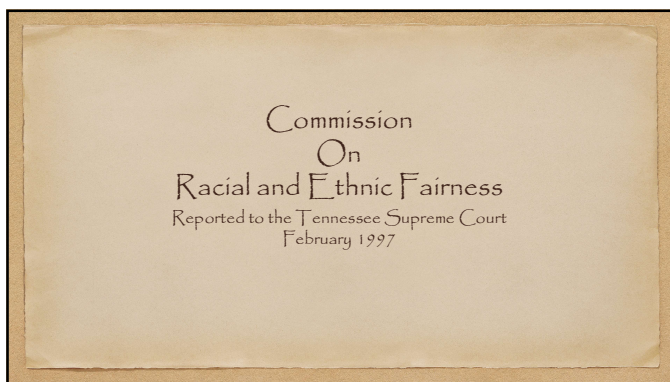 Commission
On
Racial and Ethnic Fairness
Reported to the Tennessee Supreme Court
February 1997